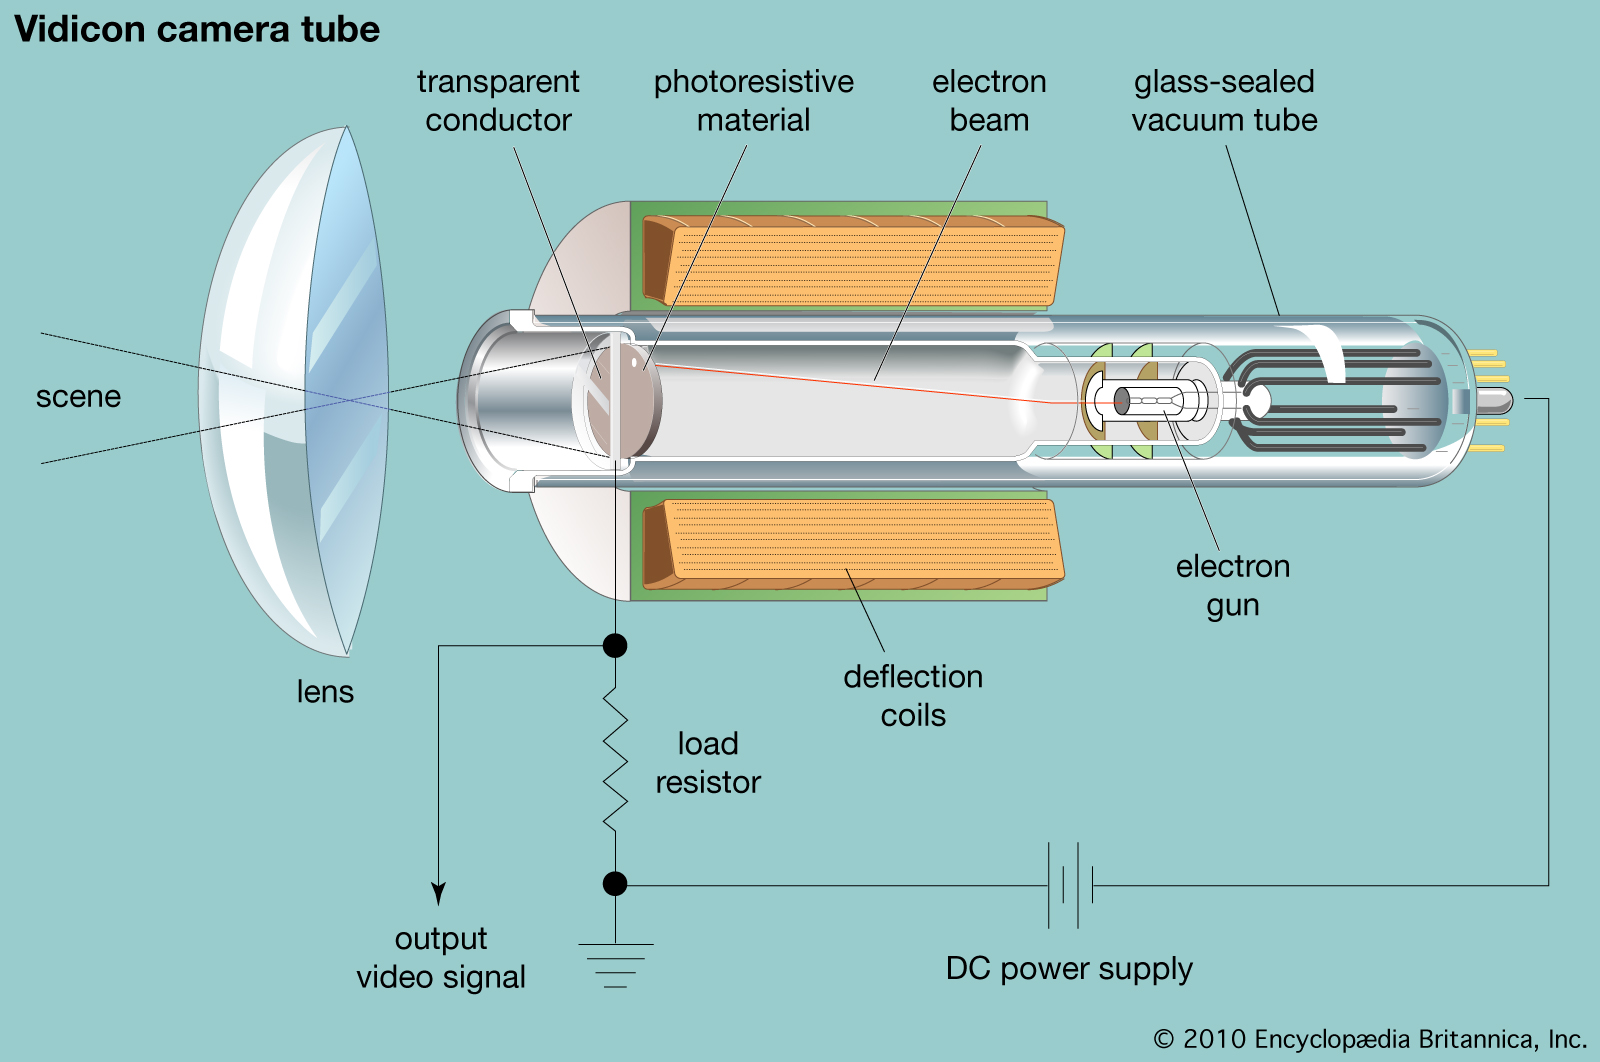 Vidicon camera tube
transparent
conductor
photoresistive
material
electron
beam
glass-sealed
vacuum tube
scene
lens
electron
gun
deflection
coils
load
resistor
output
video signal
DC power supply
© 2010 Encyclopædia Britannica, Inc.